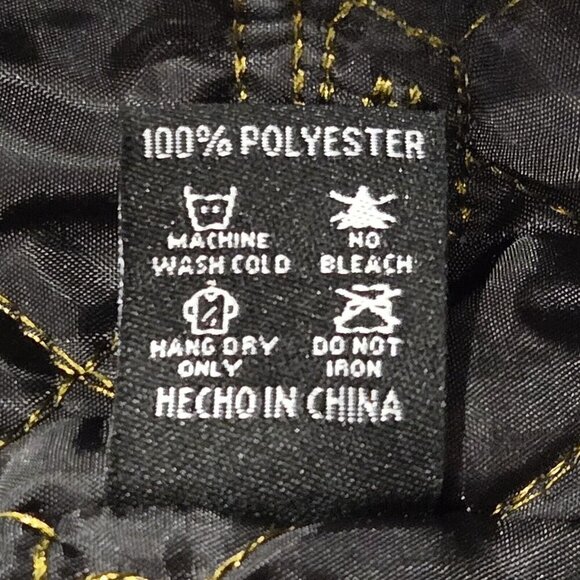 100% POLYESTER
MACHINE WASH COLD
NO BLEACH
HANG DRY ONLY
DO NOT IRON
HECHO IN CHINA